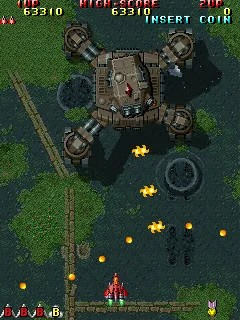 1UP HIGH-SCORE 2UP
63310 63310 0
INSERT COIN
B B B B